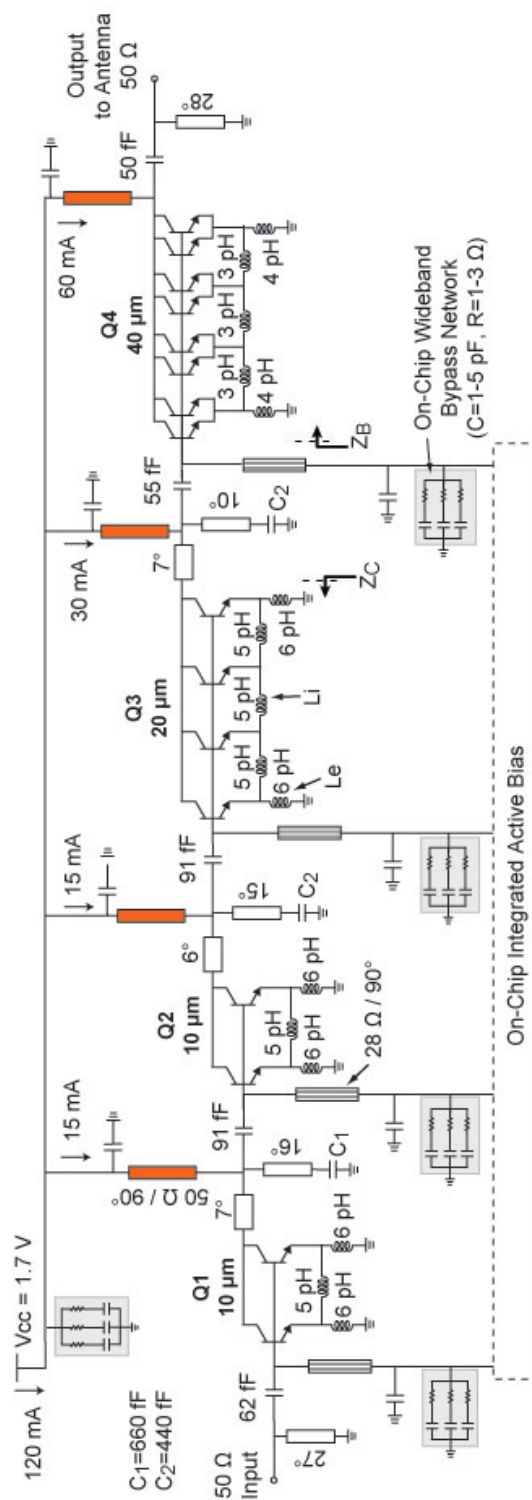 120 mA
Vcc = 1.7 V
15 mA
15 mA
30 mA
60 mA
C1=660 fF
C2=440 fF
50 Ω / 90°
Q1
10 µm
Q2
10 µm
Q3
20 µm
Q4
40 µm
Output
to Antenna
50 Ω
50 Ω
Input
27°
62 fF
5 pH
6 pH
6 pH
7°
16°
C1
91 fF
28 Ω / 90°
5 pH
6 pH
6 pH
6°
15°
C2
91 fF
5 pH
5 pH
5 pH
6 pH
6 pH
Le
Li
7°
10°
C2
55 fF
ZC
ZB
3 pH
3 pH
3 pH
4 pH
4 pH
50 fF
28°
On-Chip Wideband
Bypass Network
(C=1-5 pF, R=1-3 Ω)
On-Chip Integrated Active Bias